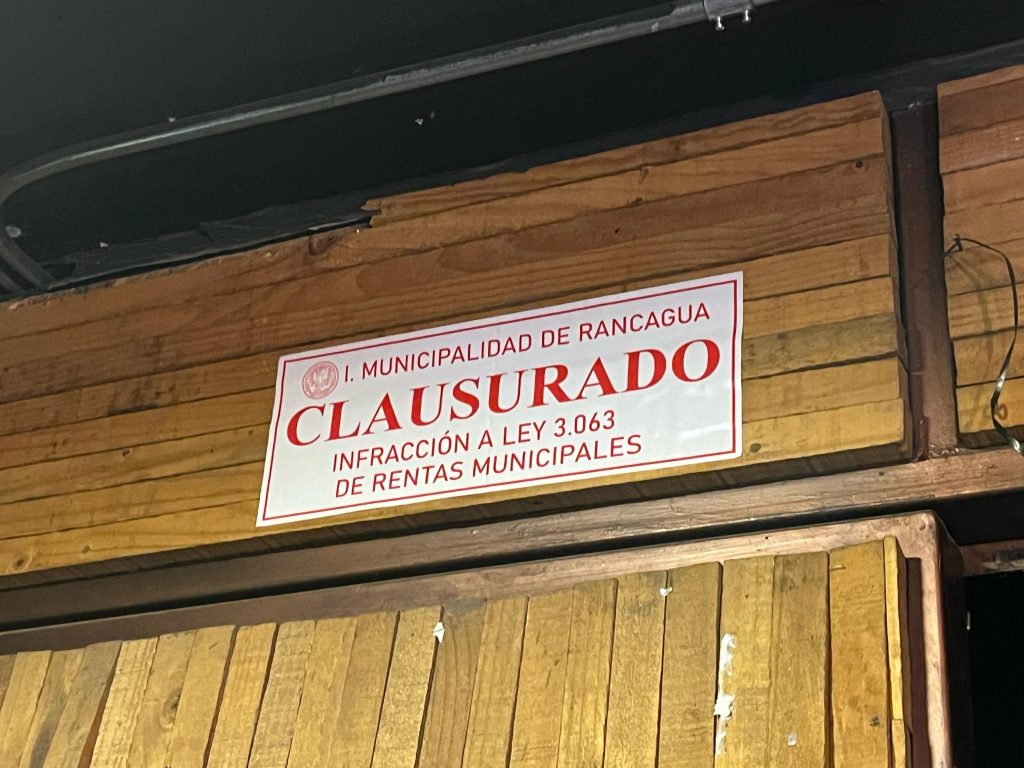 I. MUNICIPALIDAD DE RANCAGUA
CLAUSURADO
INFRACCIÓN A LEY 3.063
DE RENTAS MUNICIPALES